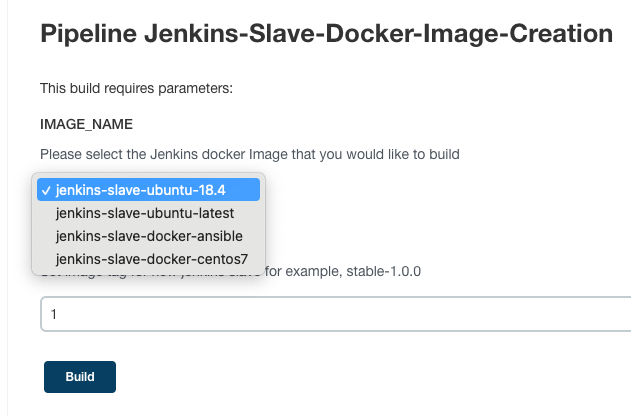 Pipeline Jenkins-Slave-Docker-Image-Creation
This build requires parameters:
IMAGE_NAME
Please select the Jenkins docker Image that you would like to build
✓ jenkins-slave-ubuntu-18.4
jenkins-slave-ubuntu-latest
jenkins-slave-docker-ansible
jenkins-slave-docker-centos7
for example, stable-1.0.0
1
Build